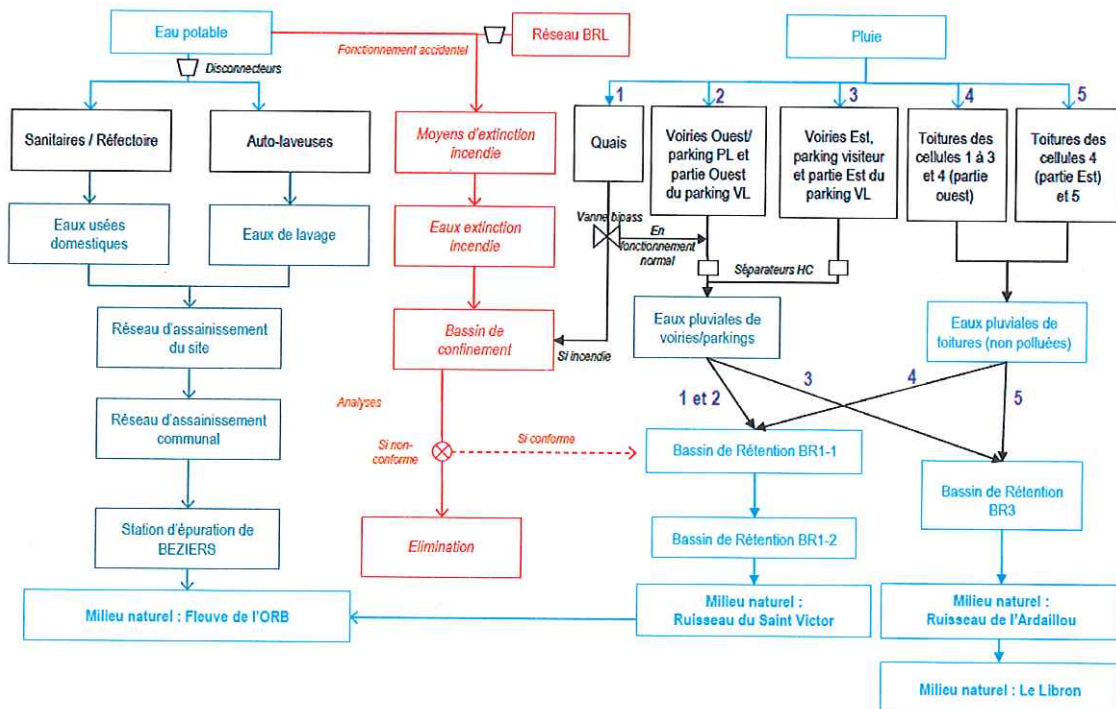 Eau potable
Réseau BRL
Pluie
Fonctionnement accidentel
Disconnecteurs
1
2
3
4
5
Sanitaires / Réfectoire
Auto-laveuses
Moyens d'extinction
incendie
Quais
Voiries Ouest/
parking PL et
partie Ouest
du parking VL
Voiries Est,
parking visiteur
et partie Est du
parking VL
Toitures des
cellules 1 à 3
et 4 (partie
ouest)
Toitures des
cellules 4
(partie Est)
et 5
Eaux usées
domestiques
Eaux de lavage
Eaux extinction
incendie
Vanne bipass
En
fonctionnement
normal
Séparateurs HC
Réseau d'assainissement
du site
Bassin de
confinement
Si incendie
Eaux pluviales de
voiries/parkings
Eaux pluviales de
toitures (non polluées)
Analyses
1 et 2
3
4
5
Réseau d'assainissement
communal
Si non-
conforme
Si conforme
Bassin de Rétention BR1-1
Bassin de Rétention
BR3
Station d'épuration de
BEZIERS
Elimination
Bassin de Rétention BR1-2
Milieu naturel : Fleuve de l'ORB
Milieu naturel :
Ruisseau du Saint Victor
Milieu naturel :
Ruisseau de l'Ardaillou
Milieu naturel : Le Libron